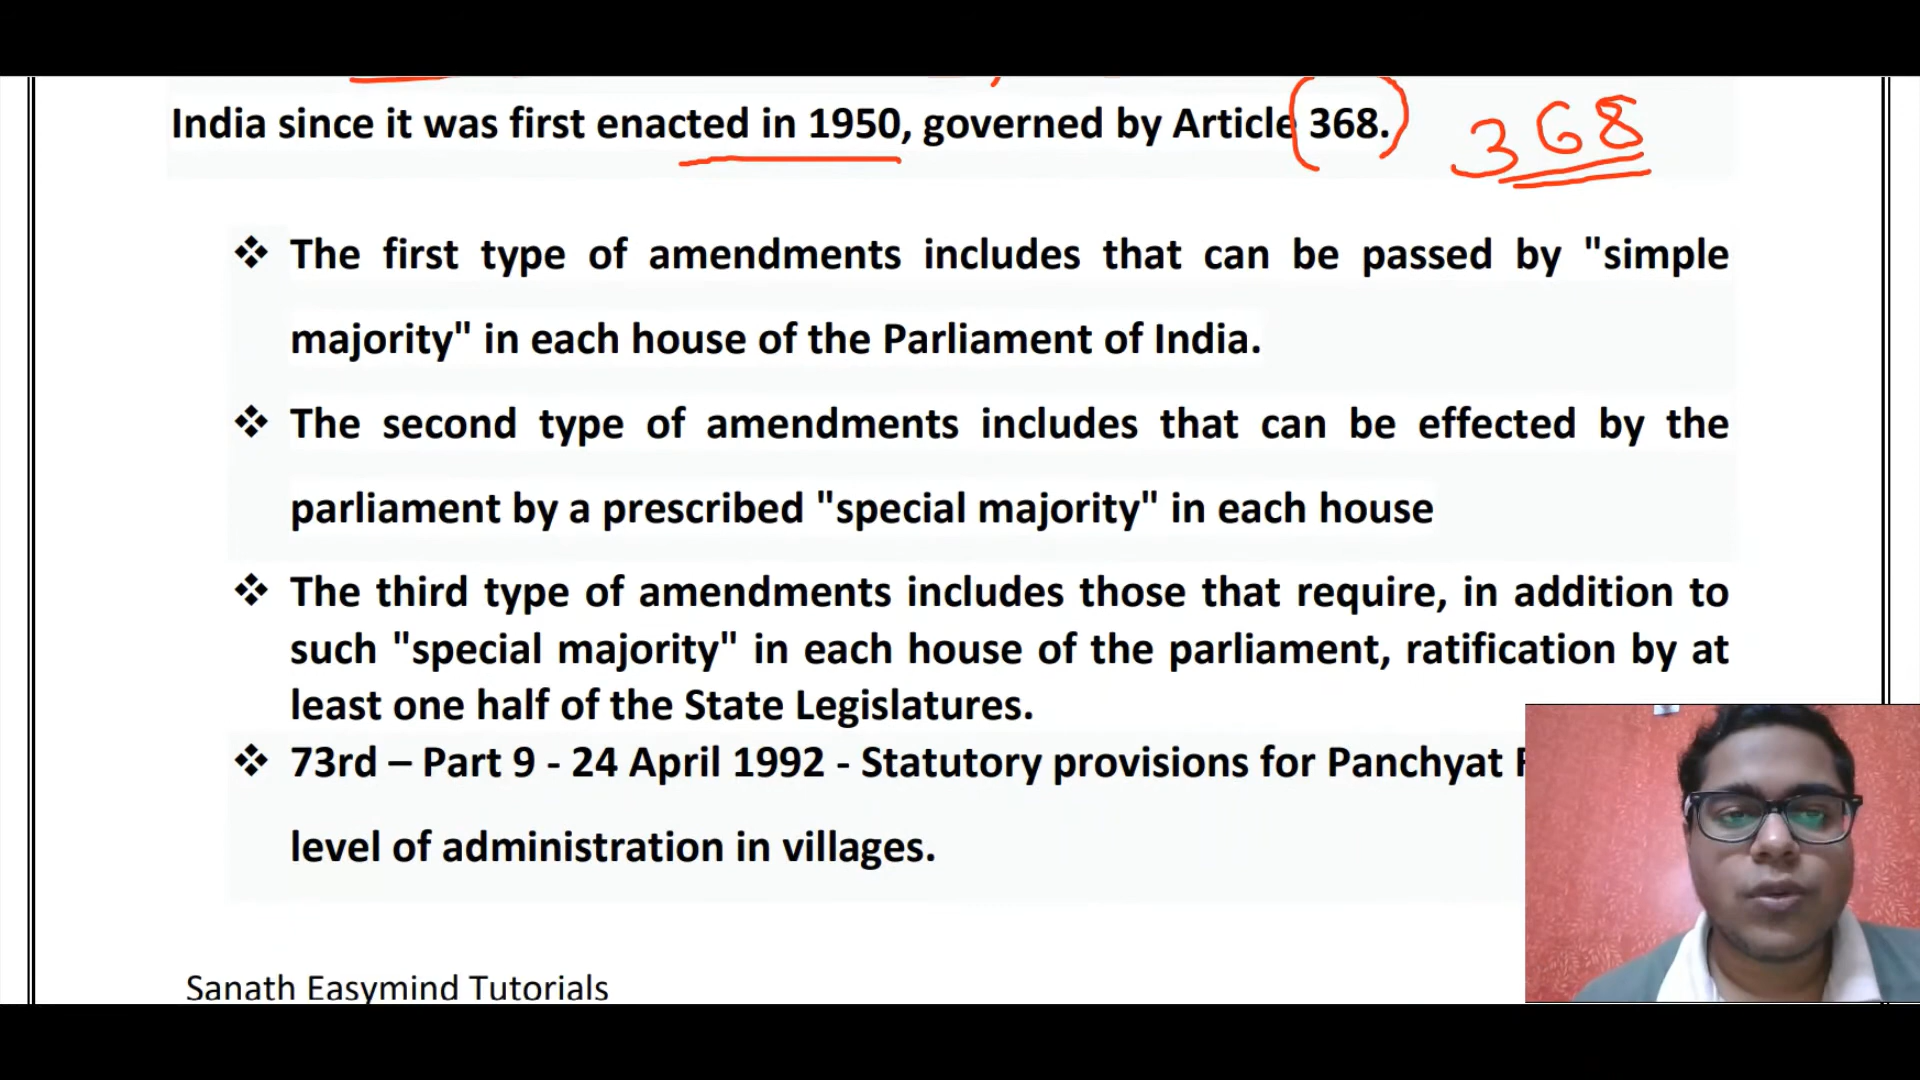 India since it was first enacted in 1950, governed by Article 368. 368
❖ The first type of amendments includes that can be passed by "simple
majority" in each house of the Parliament of India.
❖ The second type of amendments includes that can be effected by the
parliament by a prescribed "special majority" in each house
❖ The third type of amendments includes those that require, in addition to
such "special majority" in each house of the parliament, ratification by at
least one half of the State Legislatures.
❖ 73rd – Part 9 - 24 April 1992 - Statutory provisions for Panchyat
level of administration in villages.
Sanath Easymind Tutorials